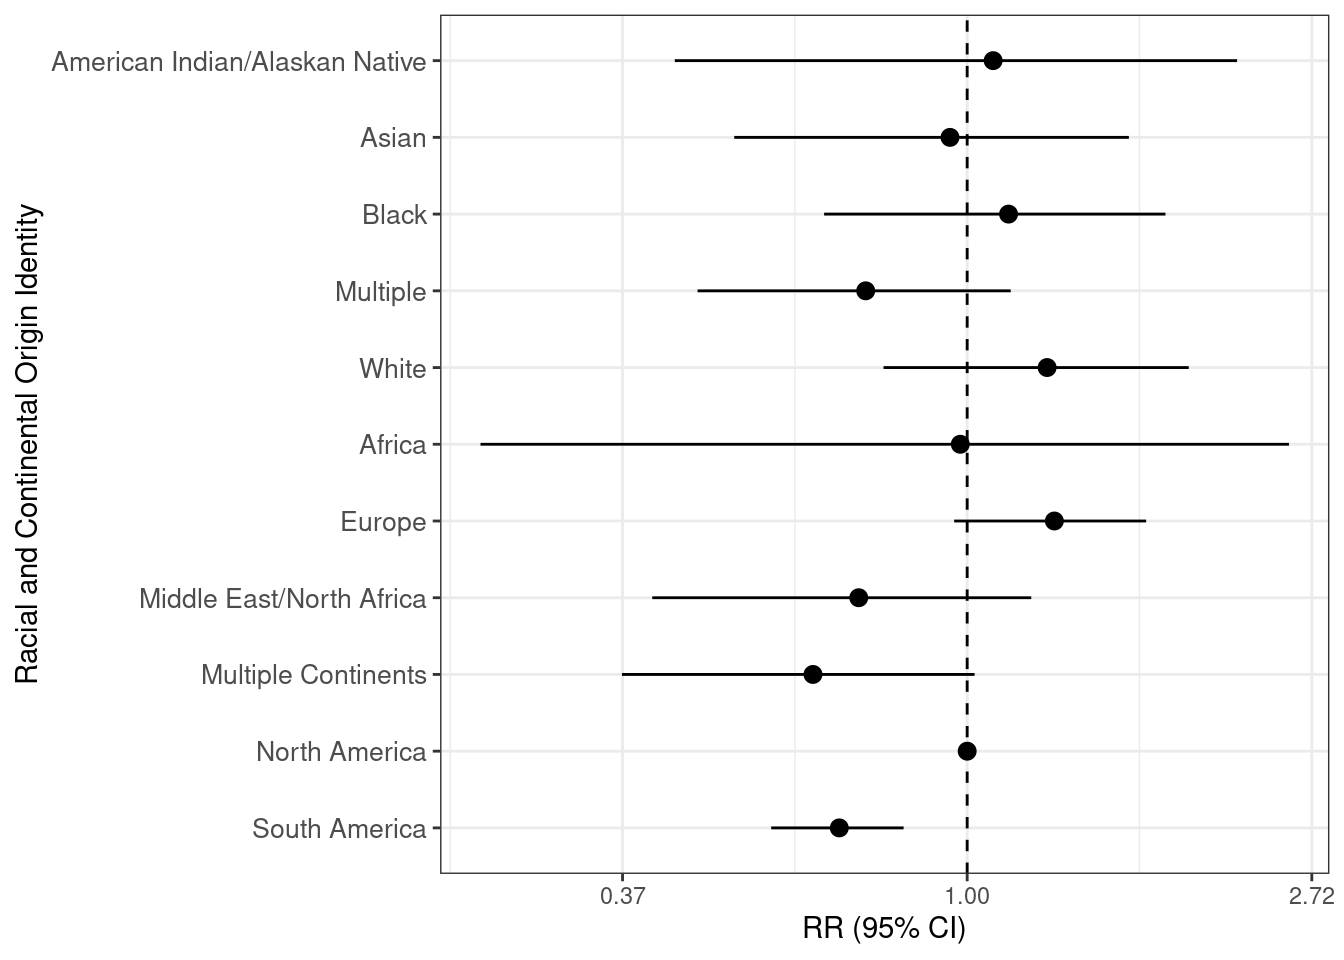 Racial and Continental Origin Identity
American Indian/Alaskan Native
Asian
Black
Multiple
White
Africa
Europe
Middle East/North Africa
Multiple Continents
North America
South America
0.37 1.00 2.72
RR (95% CI)